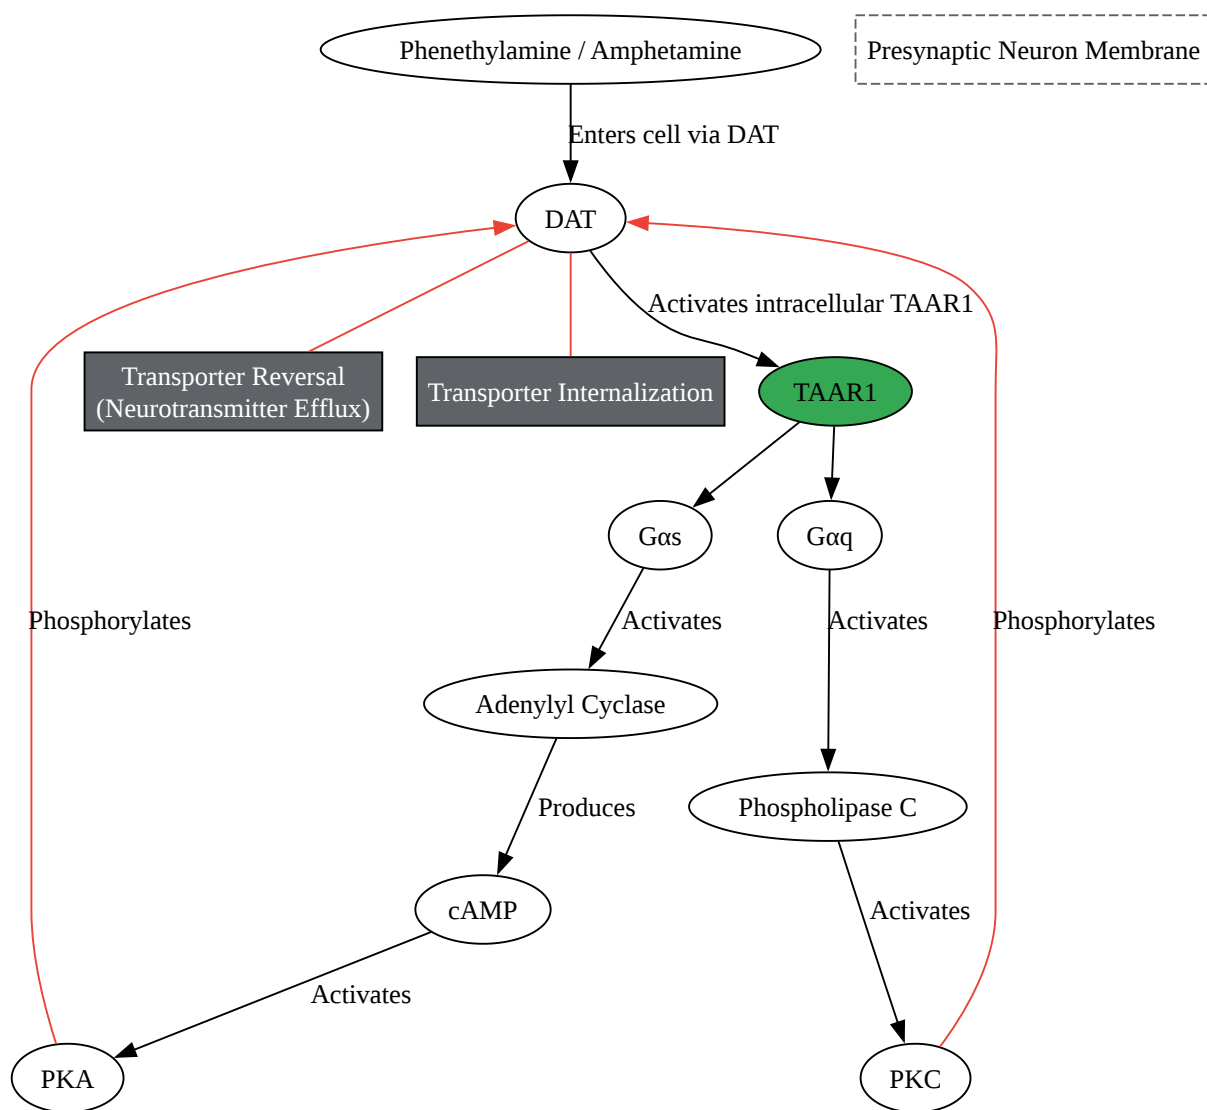 Phenethylamine / Amphetamine
Presynaptic Neuron Membrane
Enters cell via DAT
DAT
Activates intracellular TAAR1
Transporter Reversal
(Neurotransmitter Efflux)
Transporter Internalization
TAAR1
Gαs
Gαq
Phosphorylates
Activates
Activates
Phosphorylates
Adenylyl Cyclase
Produces
Phospholipase C
cAMP
Activates
Activates
PKA
PKC